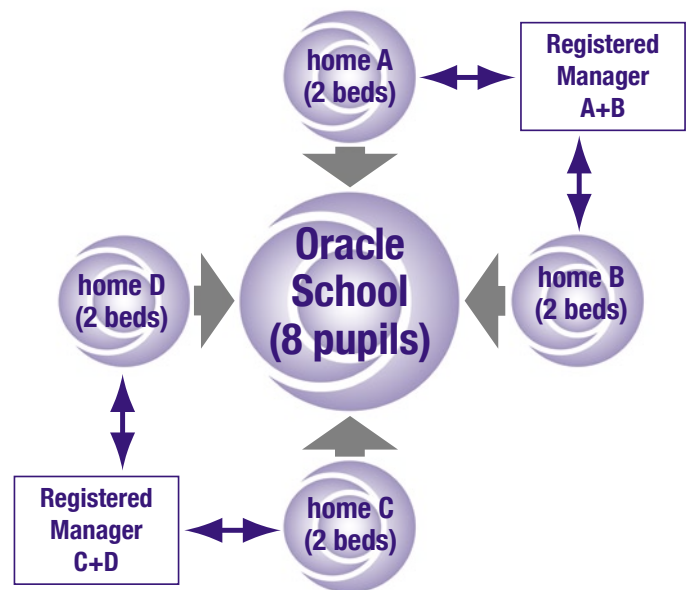 home A
(2 beds)
Registered
Manager
A+B
Oracle
School
(8 pupils)
home D
(2 beds)
home B
(2 beds)
Registered
Manager
C+D
home C
(2 beds)